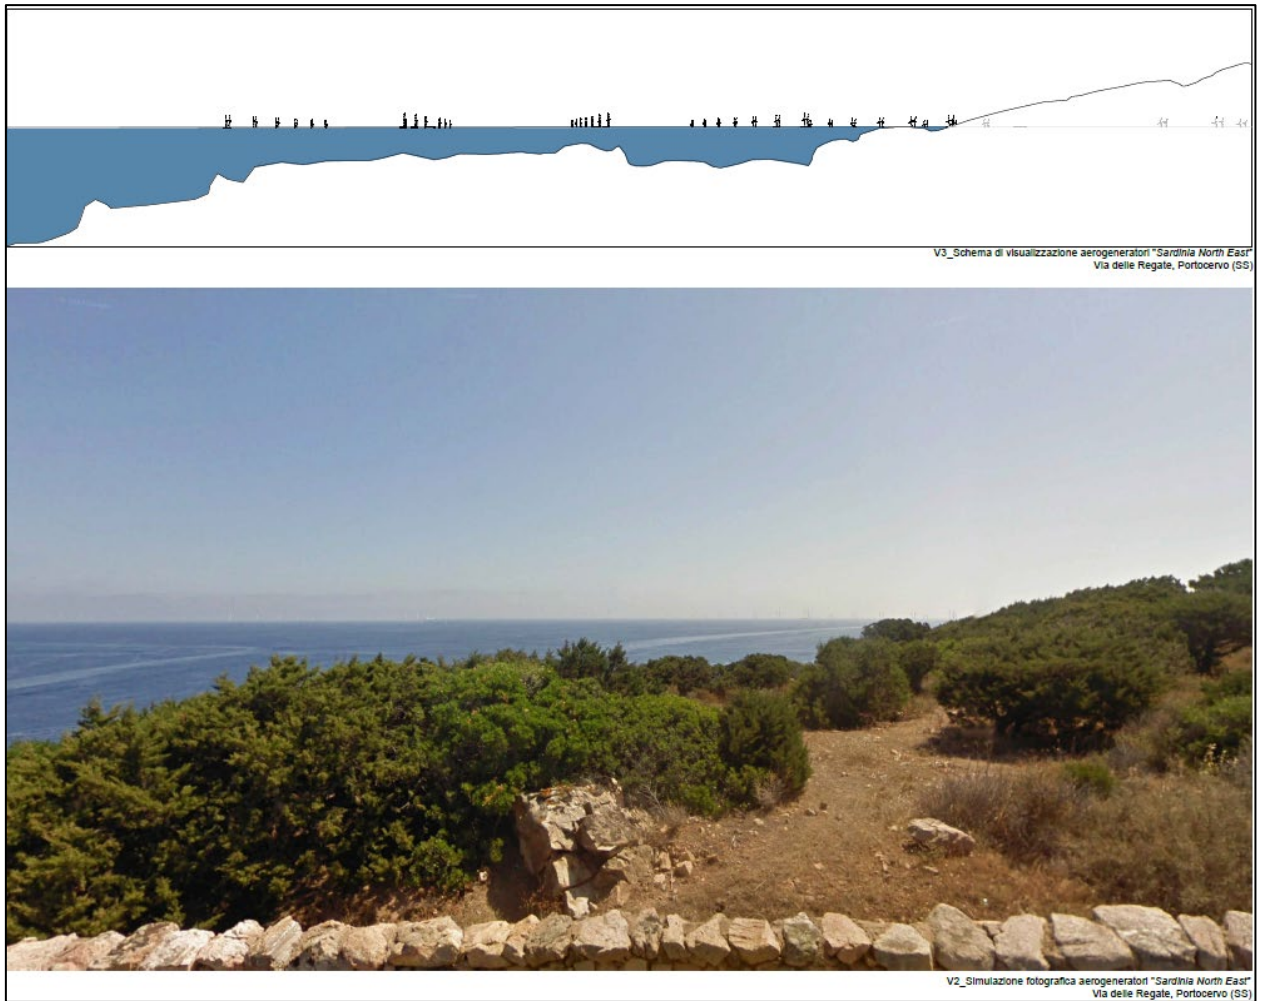 V3_Schema di visualizzazione aerogeneratori "Sardinia North East"
Via delle Regate, Portocervo (SS)
V2_Simulazione fotografica aerogeneratori "Sardinia North East"
Via delle Regate, Portocervo (SS)